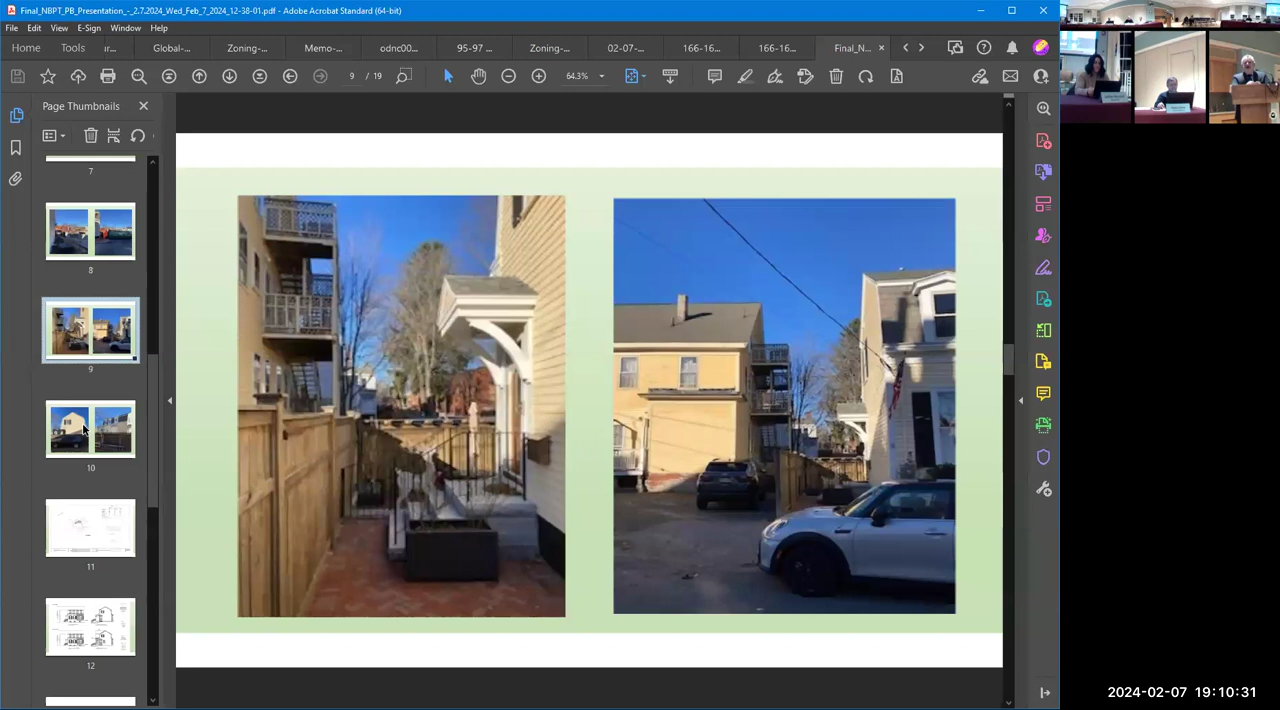 Final_NBPT_PB_Presentation_-_2.7.2024_Wed_Feb_7_2024_12-38-01.pdf - Adobe Acrobat Standard (64-bit)
File Edit View E-Sign Window Help
Home Tools Global-... Zoning-... Memo-... odnc00... 95-97 ... Zoning-... 02-07-... 166-16... 166-16... Final_N... ×
9 / 19 64.3%
Page Thumbnails
7
8
9
10
11
12
2024-02-07 19:10:31